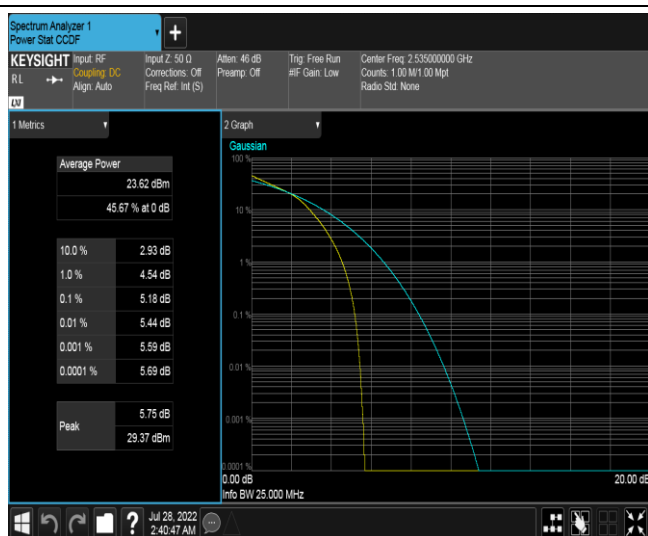 Spectrum Analyzer 1
Power Stat CCDF
+
KEYSIGHT
RL
LXI
Input: RF
Coupling: DC
Align: Auto
Input Z: 50 Ω
Corrections: Off
Freq Ref: Int (S)
Atten: 46 dB
Preamp: Off
Trig: Free Run
#IF Gain: Low
Center Freq: 2.535000000 GHz
Counts: 1.00 M/1.00 Mpt
Radio Std: None
1 Metrics
Average Power
23.62 dBm
45.67 % at 0 dB
10.0 % 2.93 dB
1.0 % 4.54 dB
0.1 % 5.18 dB
0.01 % 5.44 dB
0.001 % 5.59 dB
0.0001 % 5.69 dB
Peak
5.75 dB
29.37 dBm
2 Graph
Gaussian
100 %
10 %
1 %
0.1 %
0.01 %
0.001 %
0.0001 %
0.00 dB 20.00 dB
Info BW 25.000 MHz
?
Jul 28, 2022
2:40:47 AM